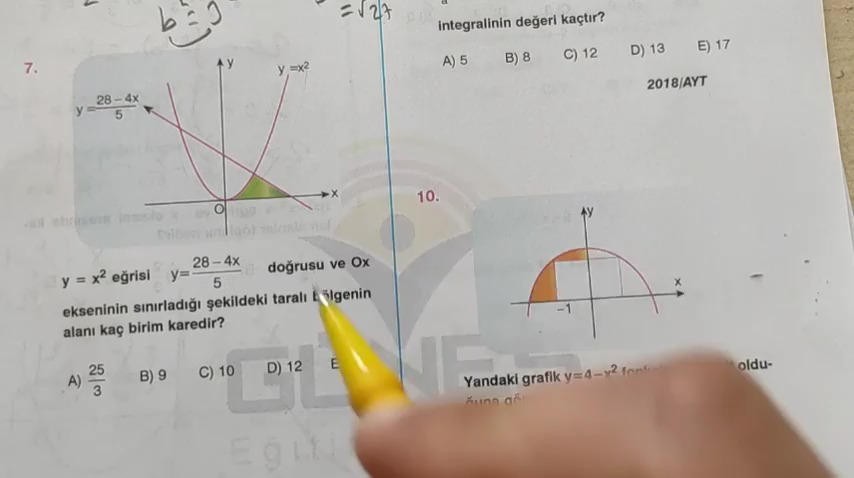 b = 3
= √27
integralinin değeri kaçtır?
A) 5 B) 8 C) 12 D) 13 E) 17
2018/AYT
7.
y
y=x²
y=28-4x/5
O
x
y = x² eğrisi y=28-4x/5 doğrusu ve Ox
ekseninin sınırladığı şekildeki taralı bölgenin
alanı kaç birim karedir?
A) 25/3 B) 9 C) 10 D) 12 E
10.
y
x
-1
Yandaki grafik y=4-x² oldu-
GÜNEŞ
Eğiti